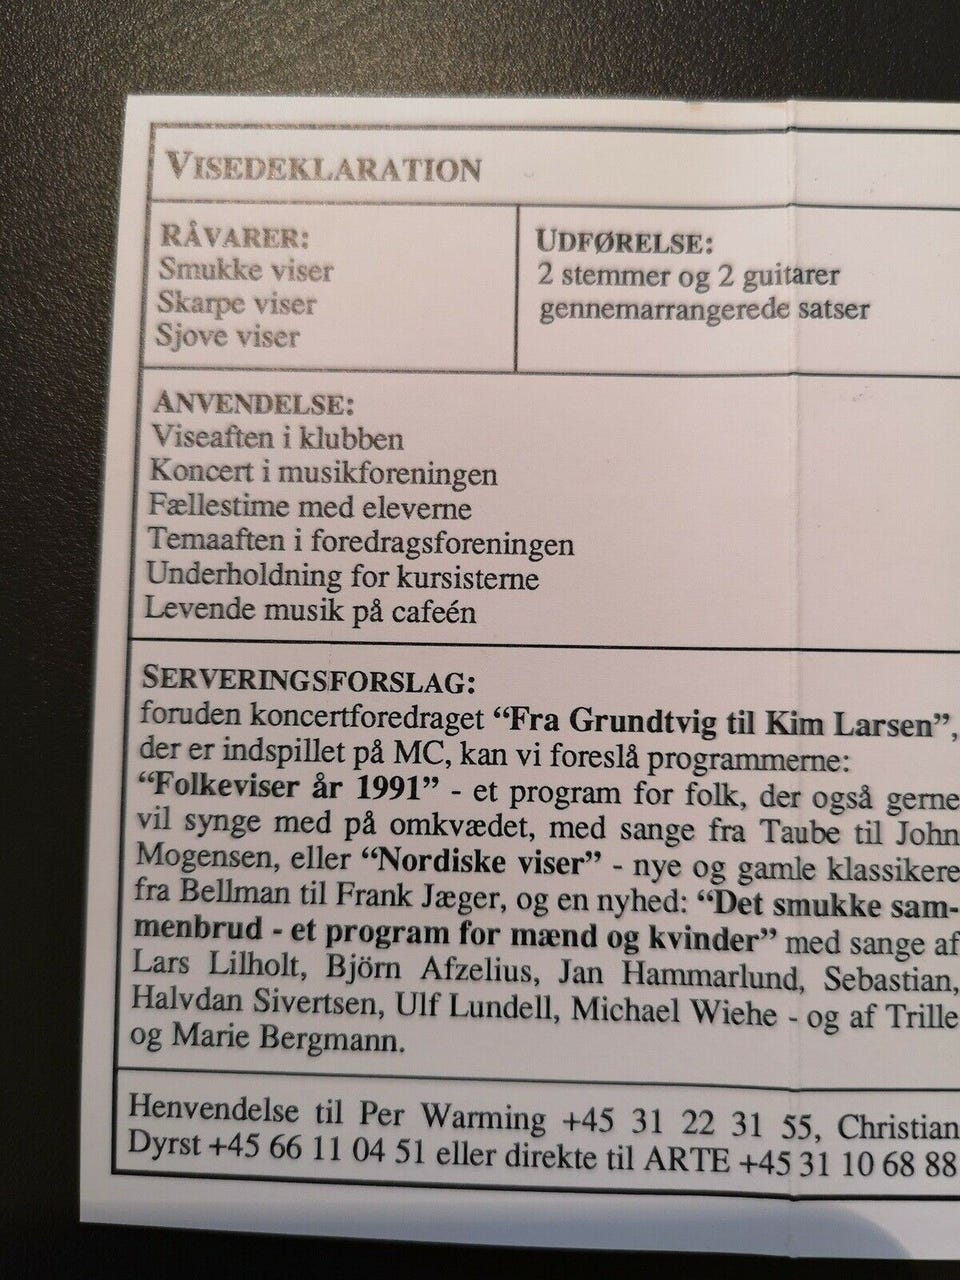 VISEDEKLARATION
RÅVARER:
Smukke viser
Skarpe viser
Sjove viser
UDFØRELSE:
2 stemmer og 2 guitarer
gennemarrangerede satser
ANVENDELSE:
Viseaften i klubben
Koncert i musikforeningen
Fællestime med eleverne
Temaaften i foredragsforeningen
Underholdning for kursisterne
Levende musik på cafeén
SERVERINGSFORSLAG:
foruden koncertforedraget “Fra Grundtvig til Kim Larsen”,
der er indspillet på MC, kan vi foreslå programmerne:
“Folkeviser år 1991” - et program for folk, der også gerne
vil synge med på omkvædet, med sange fra Taube til John
Mogensen, eller “Nordiske viser” - nye og gamle klassikere
fra Bellman til Frank Jæger, og en nyhed: “Det smukke sam-
menbrud - et program for mænd og kvinder” med sange af
Lars Lilholt, Björn Afzelius, Jan Hammarlund, Sebastian,
Halvdan Sivertsen, Ulf Lundell, Michael Wiehe - og af Trille
og Marie Bergmann.
Henvendelse til Per Warming +45 31 22 31 55, Christian
Dyrst +45 66 11 04 51 eller direkte til ARTE +45 31 10 68 88